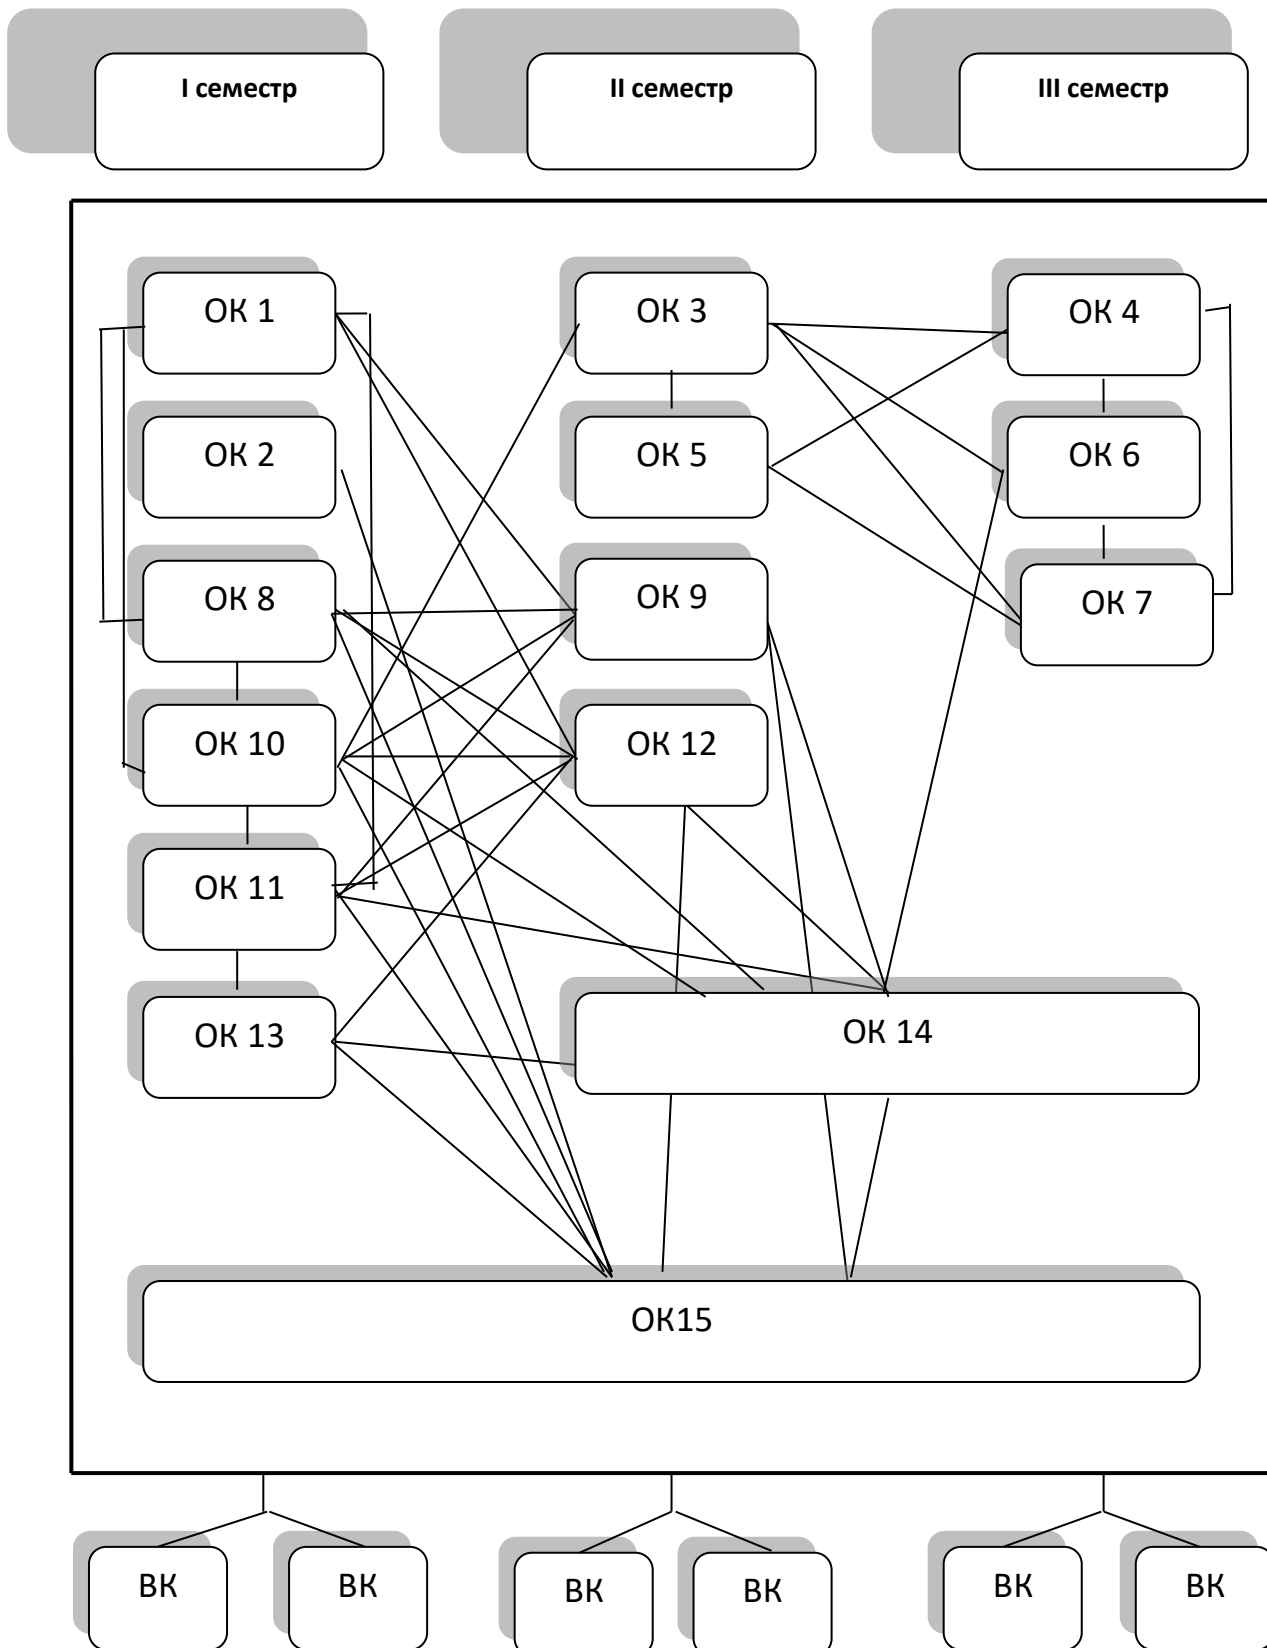 І семестр
ІІ семестр
ІІІ семестр
ОК 1
ОК 3
ОК 4
ОК 2
ОК 5
ОК 6
ОК 8
ОК 9
ОК 7
ОК 10
ОК 12
ОК 11
ОК 13
ОК 14
ОК15
ВК
ВК
ВК
ВК
ВК
ВК